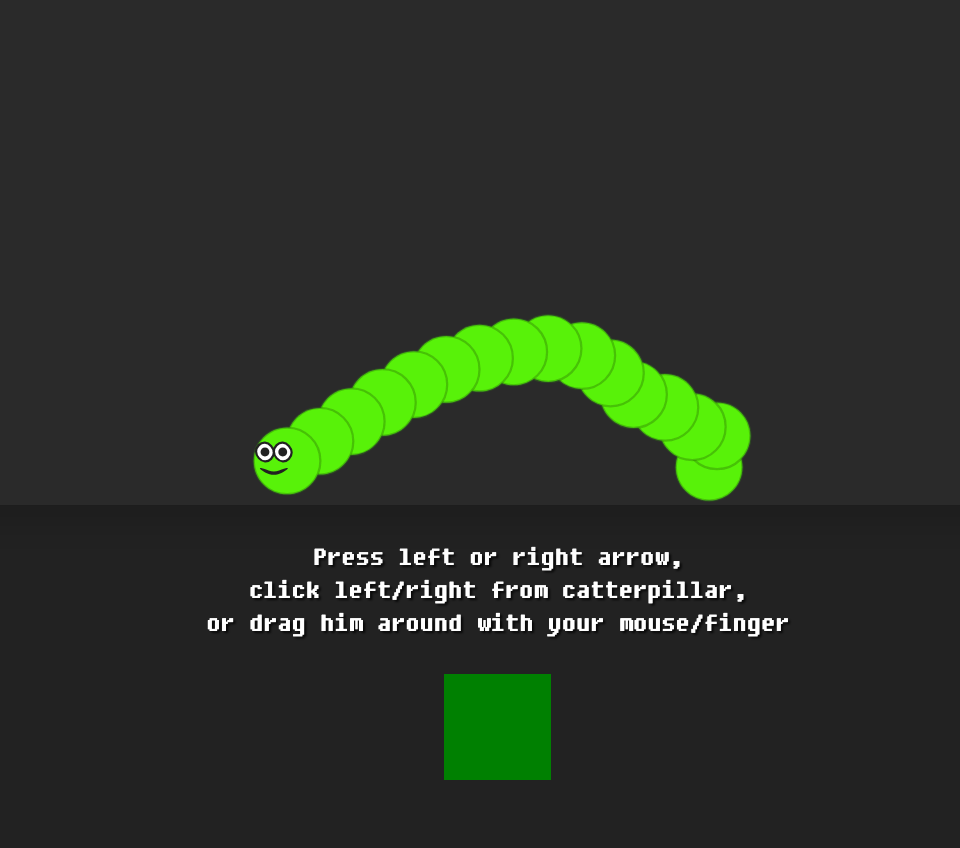 Press left or right arrow,
click left/right from catterpillar,
or drag him around with your mouse/finger